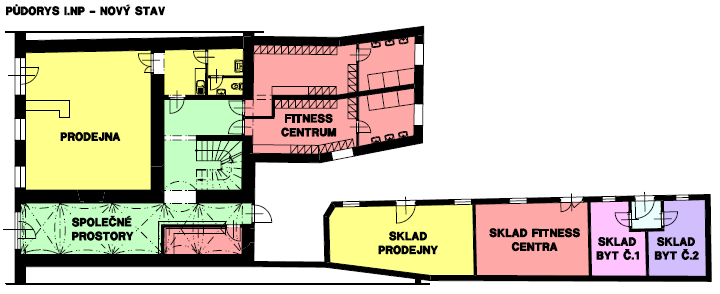 PŮDORYS I.NP – NOVÝ STAV
PRODEJNA
FITNESS
CENTRUM
SPOLEČNÉ
PROSTORY
SKLAD
PRODEJNY
SKLAD FITNESS
CENTRA
SKLAD
BYT Č.1
SKLAD
BYT Č.2